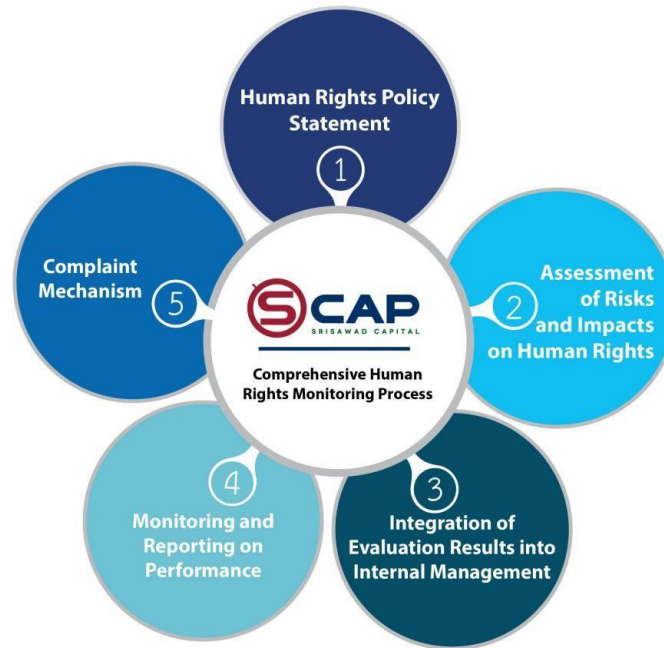 Human Rights Policy
Statement
1
Assessment
of Risks
and Impacts
on Human Rights
2
3
Integration of
Evaluation Results into
Internal Management
4
Monitoring and
Reporting on
Performance
Complaint
Mechanism
5
SCAP
SRISAWAD CAPITAL
Comprehensive Human
Rights Monitoring Process